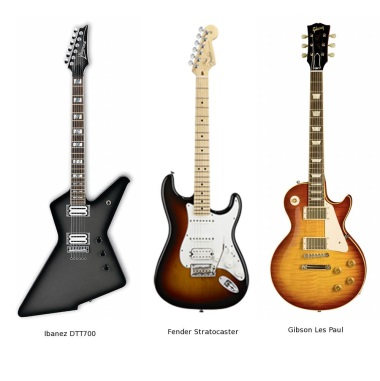 Ibanez DTT700
Fender Stratocaster
Gibson Les Paul